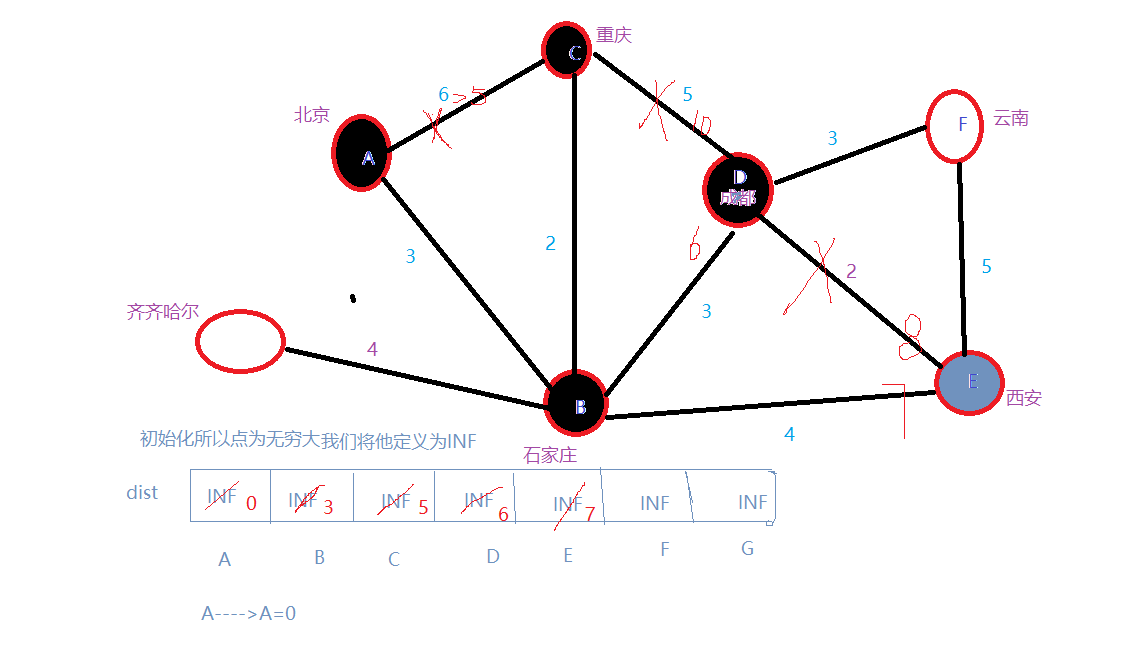 重庆
C
6>5
5
10
北京
A
云南
F
3
D
成都
3
2
6
2
5
齐齐哈尔
4
3
8
E
西安
B
7
4
初始化所以点为无穷大我们将他定义为INF
石家庄
dist
INF 0 INF 3 INF 5 INF 6 INF 7 INF INF
A B C D E F G
A---->A=0